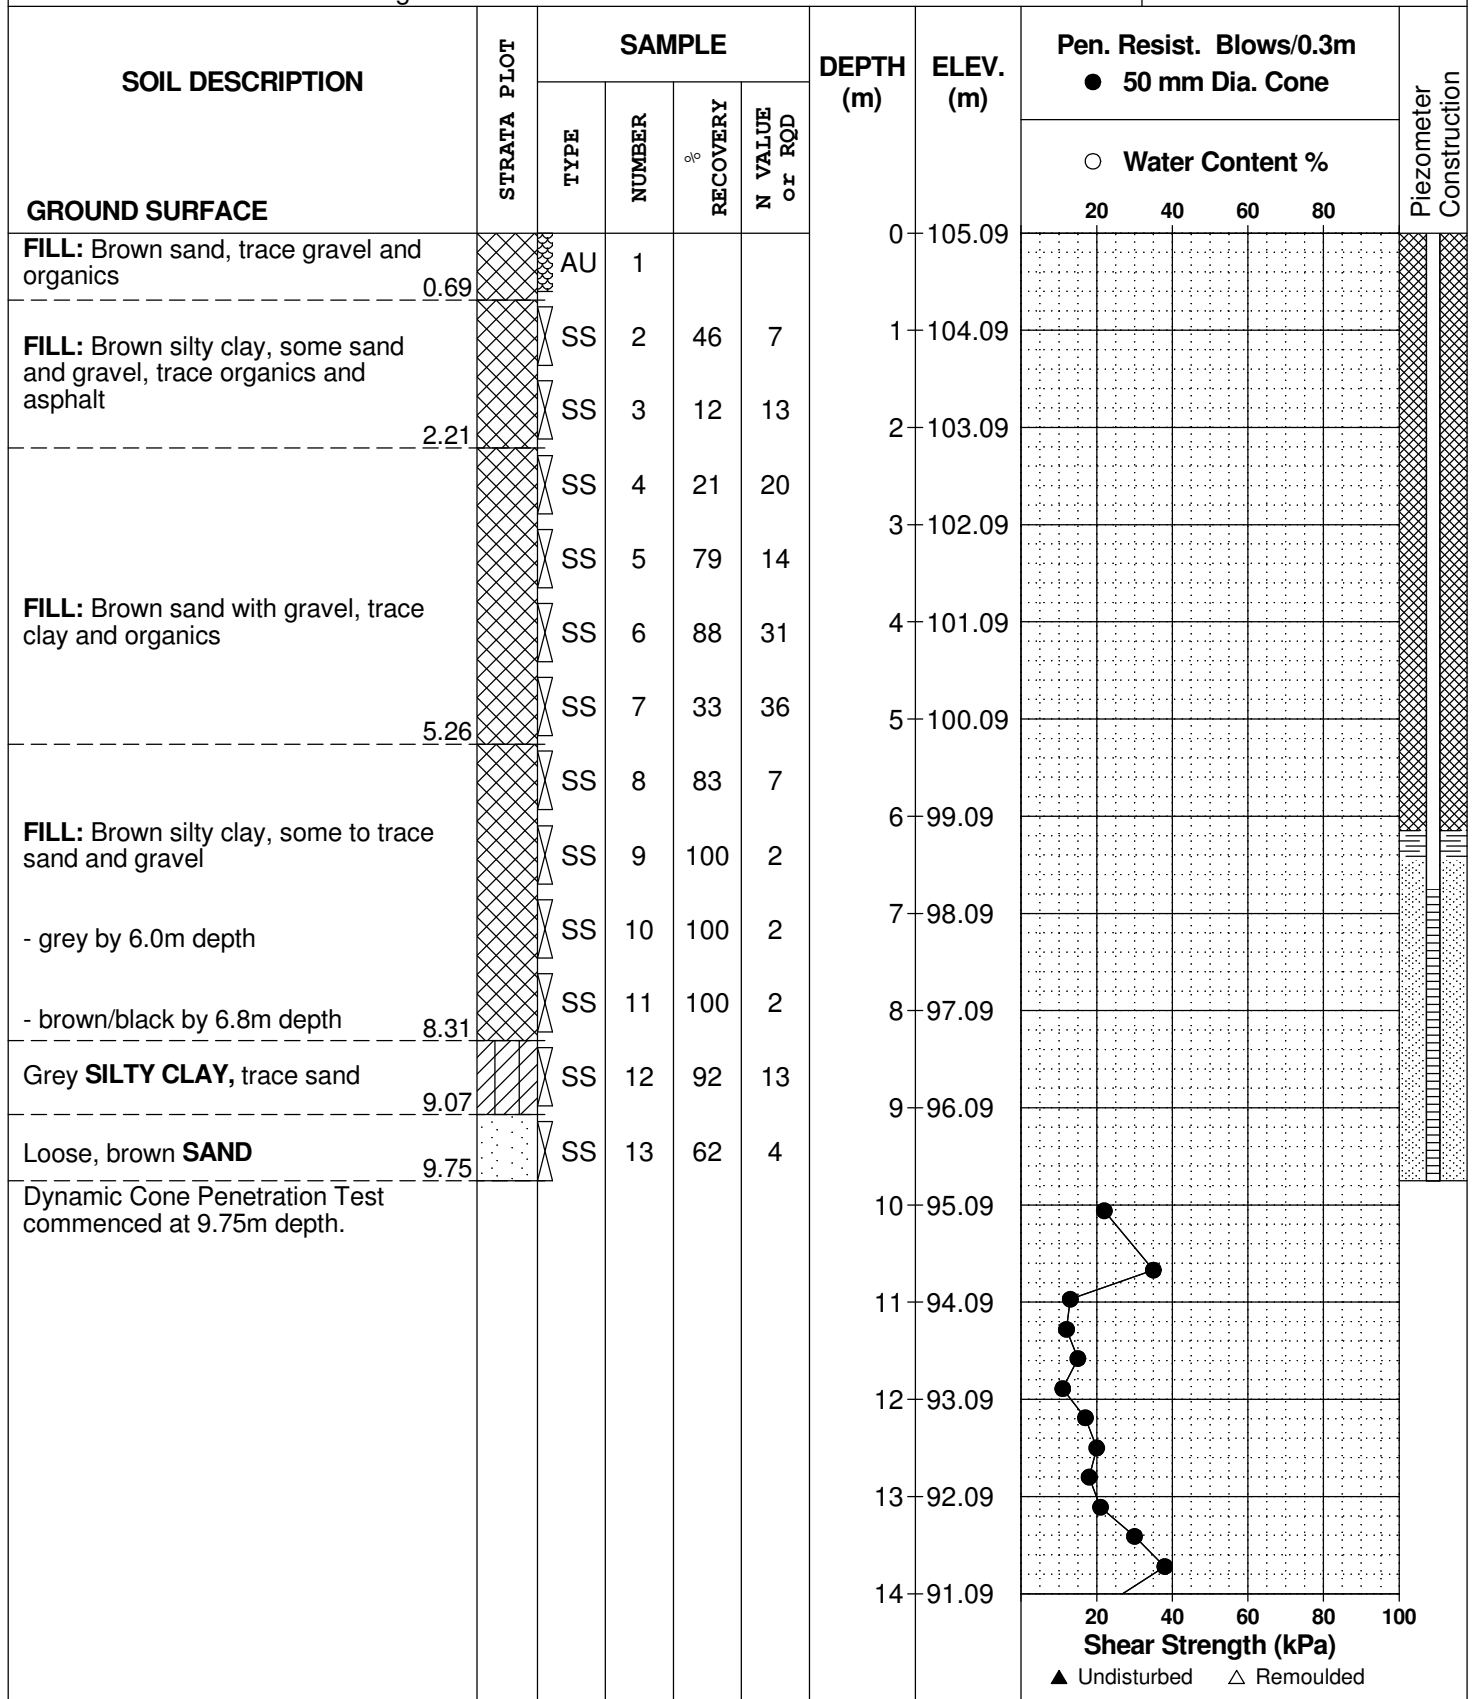 SOIL DESCRIPTION
GROUND SURFACE
STRATA PLOT
SAMPLE
TYPE
NUMBER
% RECOVERY
N VALUE or RQD
DEPTH (m)
ELEV. (m)
Pen. Resist. Blows/0.3m
● 50 mm Dia. Cone
○ Water Content %
20 40 60 80
Piezometer Construction
FILL: Brown sand, trace gravel and
organics
0.69
AU 1
0 105.09
FILL: Brown silty clay, some sand
and gravel, trace organics and
asphalt
2.21
SS 2 46 7
1 104.09
SS 3 12 13
2 103.09
FILL: Brown sand with gravel, trace
clay and organics
5.26
SS 4 21 20
3 102.09
SS 5 79 14
SS 6 88 31
4 101.09
SS 7 33 36
5 100.09
FILL: Brown silty clay, some to trace
sand and gravel
- grey by 6.0m depth
- brown/black by 6.8m depth
8.31
SS 8 83 7
6 99.09
SS 9 100 2
7 98.09
SS 10 100 2
SS 11 100 2
8 97.09
Grey SILTY CLAY, trace sand
9.07
SS 12 92 13
9 96.09
Loose, brown SAND
9.75
SS 13 62 4
Dynamic Cone Penetration Test
commenced at 9.75m depth.
10 95.09
11 94.09
12 93.09
13 92.09
14 91.09
20 40 60 80 100
Shear Strength (kPa)
▲ Undisturbed △ Remoulded